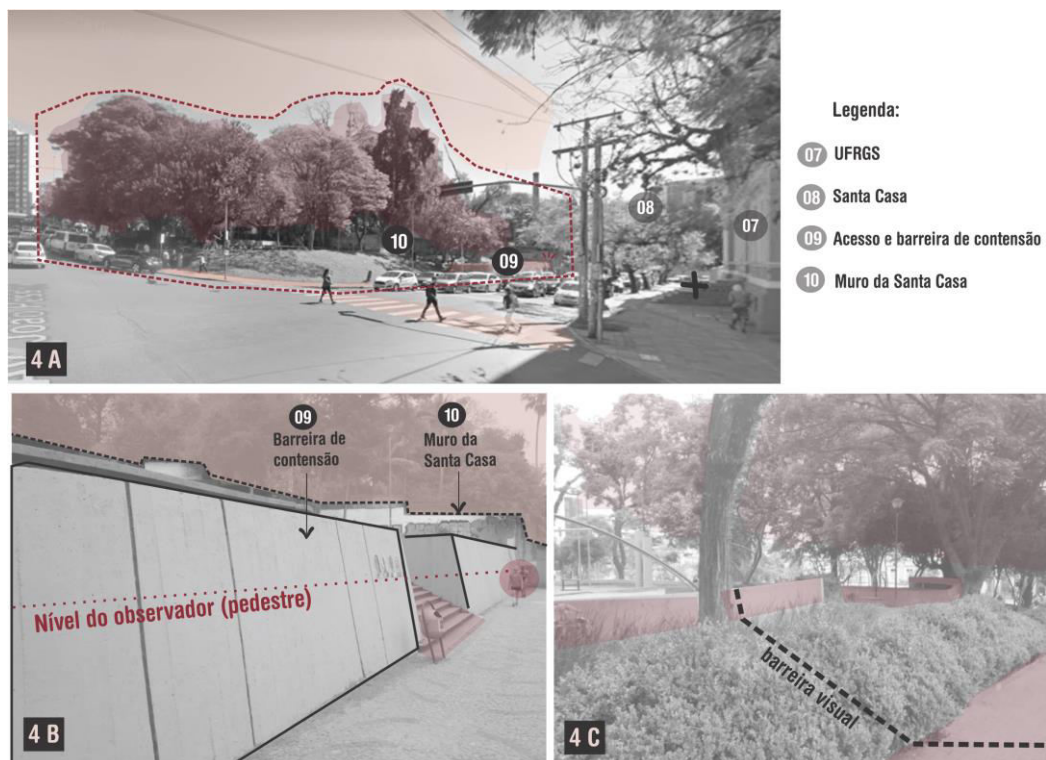 Legenda:
07 UFRGS
08 Santa Casa
09 Acesso e barreira de contensão
10 Muro da Santa Casa
08
07
10
09
4 A
09
Barreira de
contensão
10
Muro da
Santa Casa
Nível do observador (pedestre)
4 B
barreira visual
4 C